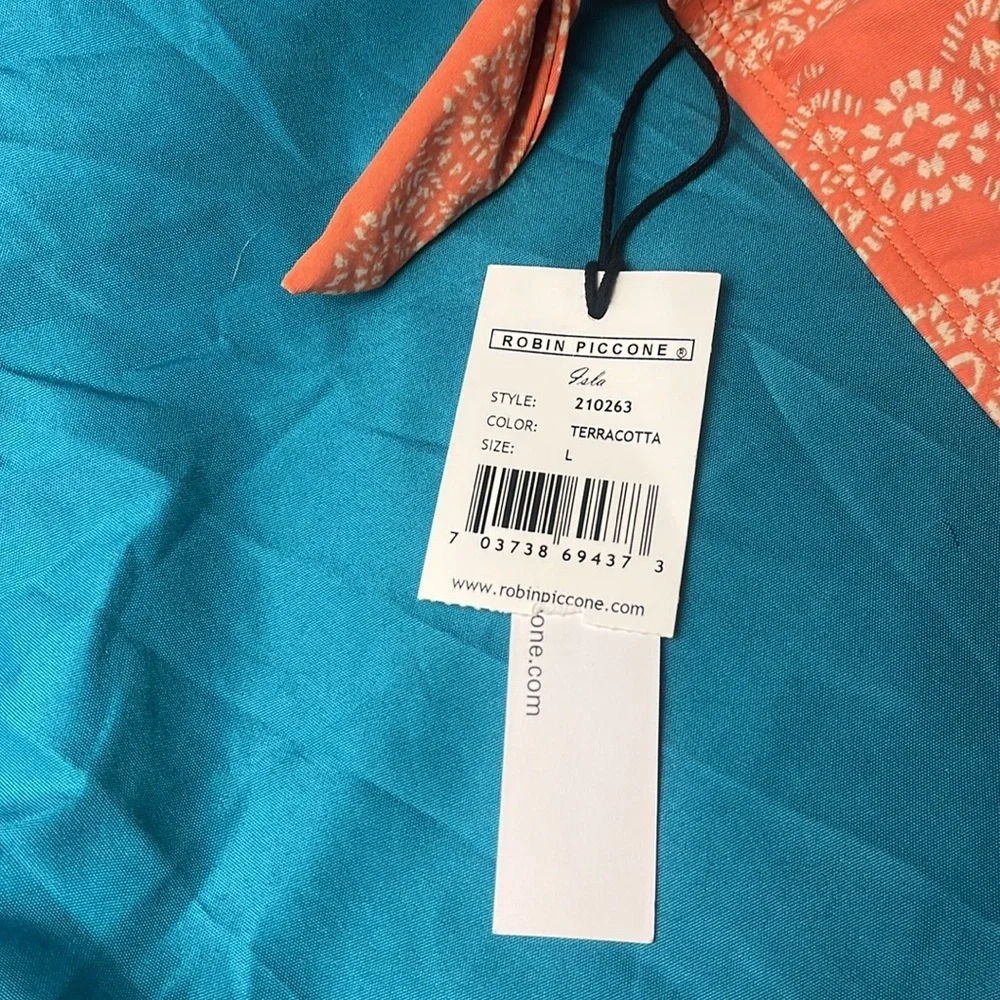 ROBIN PICCONE ®
Isla
STYLE: 210263
COLOR: TERRACOTTA
SIZE: L
7 03738 69437 3
www.robinpiccone.com
one.com